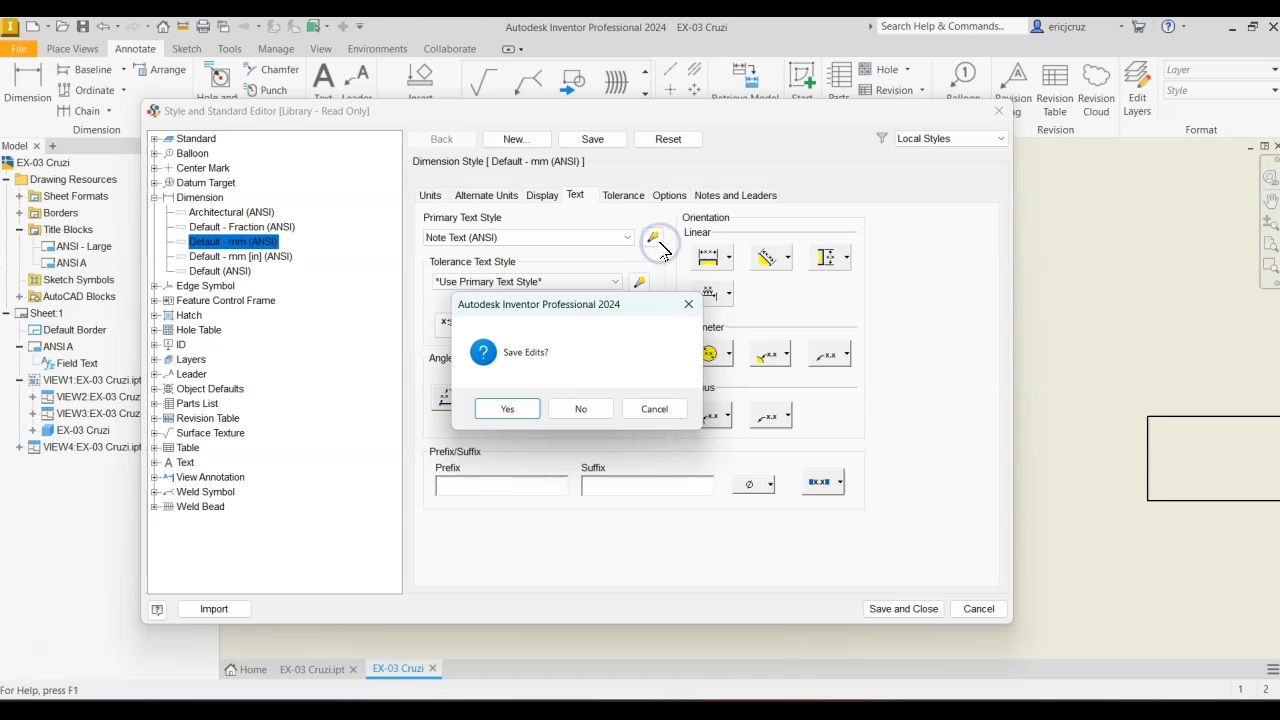 Autodesk Inventor Professional 2024 EX-03 Cruzi
Search Help & Commands...
ericjcruz
File Place Views Annotate Sketch Tools Manage View Environments Collaborate
Baseline
Arrange
Chamfer
Hole
Layer
Ordinate
Punch
Revision
Style
Chain
Dimension
Text
Revision Table
Revision Cloud
Edit Layers
Dimension
Revision
Format
Style and Standard Editor [Library - Read Only]
Model
EX-03 Cruzi
Drawing Resources
Sheet Formats
Borders
Title Blocks
ANSI - Large
ANSI A
Sketch Symbols
AutoCAD Blocks
Sheet:1
Default Border
ANSI A
Field Text
VIEW1:EX-03 Cruzi.ipt
VIEW2:EX-03 Cruz
VIEW3:EX-03 Cruz
EX-03 Cruzi
VIEW4:EX-03 Cruzi.ipt
Standard
Balloon
Center Mark
Datum Target
Dimension
Architectural (ANSI)
Default - Fraction (ANSI)
Default - mm (ANSI)
Default - mm [in] (ANSI)
Default (ANSI)
Edge Symbol
Feature Control Frame
Hatch
Hole Table
ID
Layers
Leader
Object Defaults
Parts List
Revision Table
Surface Texture
Table
Text
View Annotation
Weld Symbol
Weld Bead
Import
Back New... Save Reset
Local Styles
Dimension Style [ Default - mm (ANSI) ]
Units Alternate Units Display Text Tolerance Options Notes and Leaders
Primary Text Style
Note Text (ANSI)
Tolerance Text Style
*Use Primary Text Style*
Orientation
Linear
Autodesk Inventor Professional 2024
Save Edits?
Yes No Cancel
Prefix/Suffix
Prefix
Suffix
Save and Close Cancel
Home EX-03 Cruzi.ipt EX-03 Cruzi
For Help, press F1
1 2